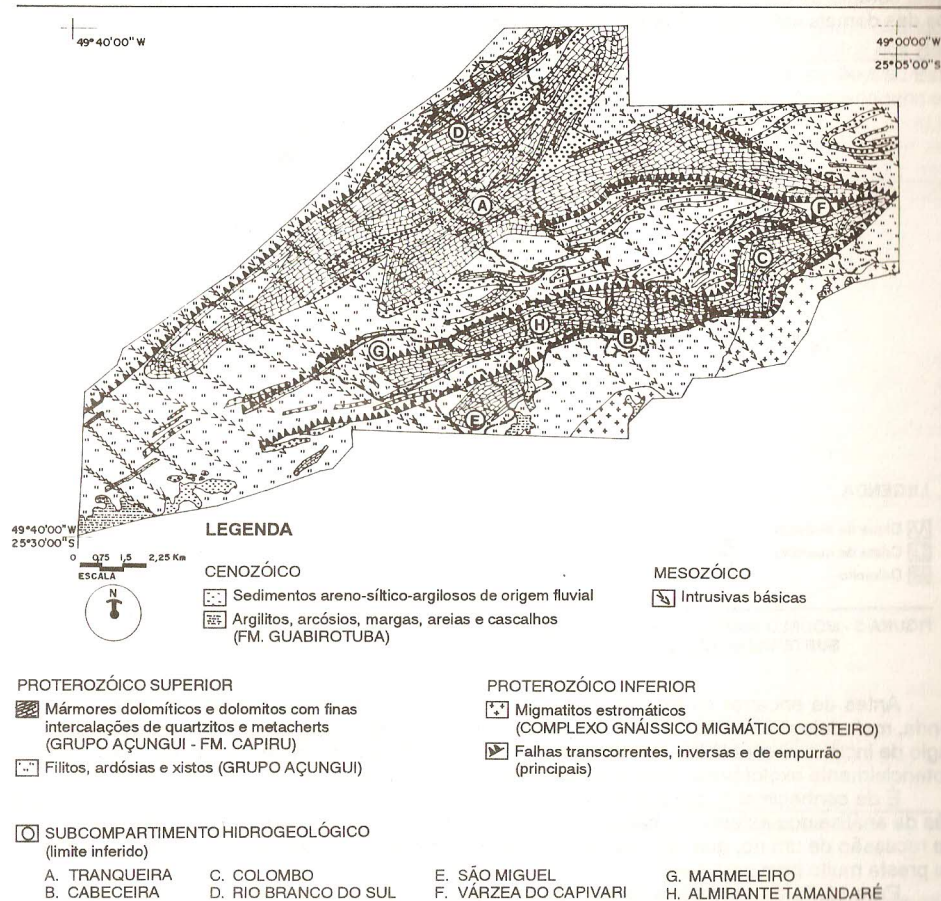 49°40'00" W
49°00'00" W
25°05'00" S
D
A
F
C
H
B
G
E
49°40'00" W
25°30'00" S
0 0,75 1,5 2,25 Km
ESCALA
N
LEGENDA
CENOZÓICO
Sedimentos areno-síltico-argilosos de origem fluvial
Argilitos, arcósios, margas, areias e cascalhos
(FM. GUABIROTUBA)
MESOZÓICO
Intrusivas básicas
PROTEROZÓICO SUPERIOR
Mármores dolomíticos e dolomitos com finas
intercalações de quartzitos e metacherts
(GRUPO AÇUNGUI - FM. CAPIRU)
Filitos, ardósias e xistos (GRUPO AÇUNGUI)
PROTEROZÓICO INFERIOR
Migmatitos estromáticos
(COMPLEXO GNÁISSICO MIGMÁTICO COSTEIRO)
Falhas transcorrentes, inversas e de empurrão
(principais)
SUBCOMPARTIMENTO HIDROGEOLÓGICO
(limite inferido)
A. TRANQUEIRA
B. CABECEIRA
C. COLOMBO
D. RIO BRANCO DO SUL
E. SÃO MIGUEL
F. VÁRZEA DO CAPIVARI
G. MARMELEIRO
H. ALMIRANTE TAMANDARÉ